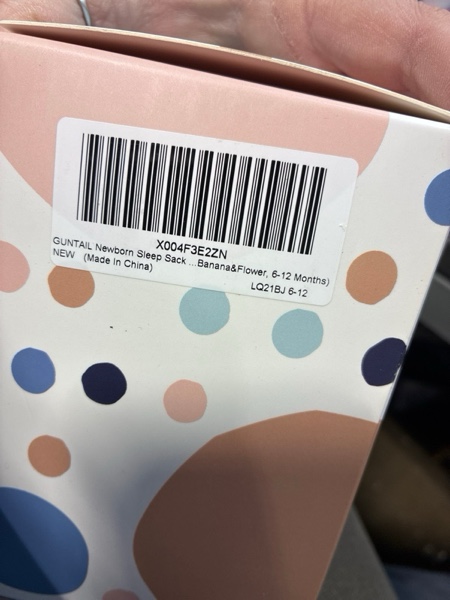 X004F3E2ZN
GUNTAIL Newborn Sleep Sack ...Banana&Flower, 6-12 Months)
NEW (Made in China)
LQ21BJ 6-12